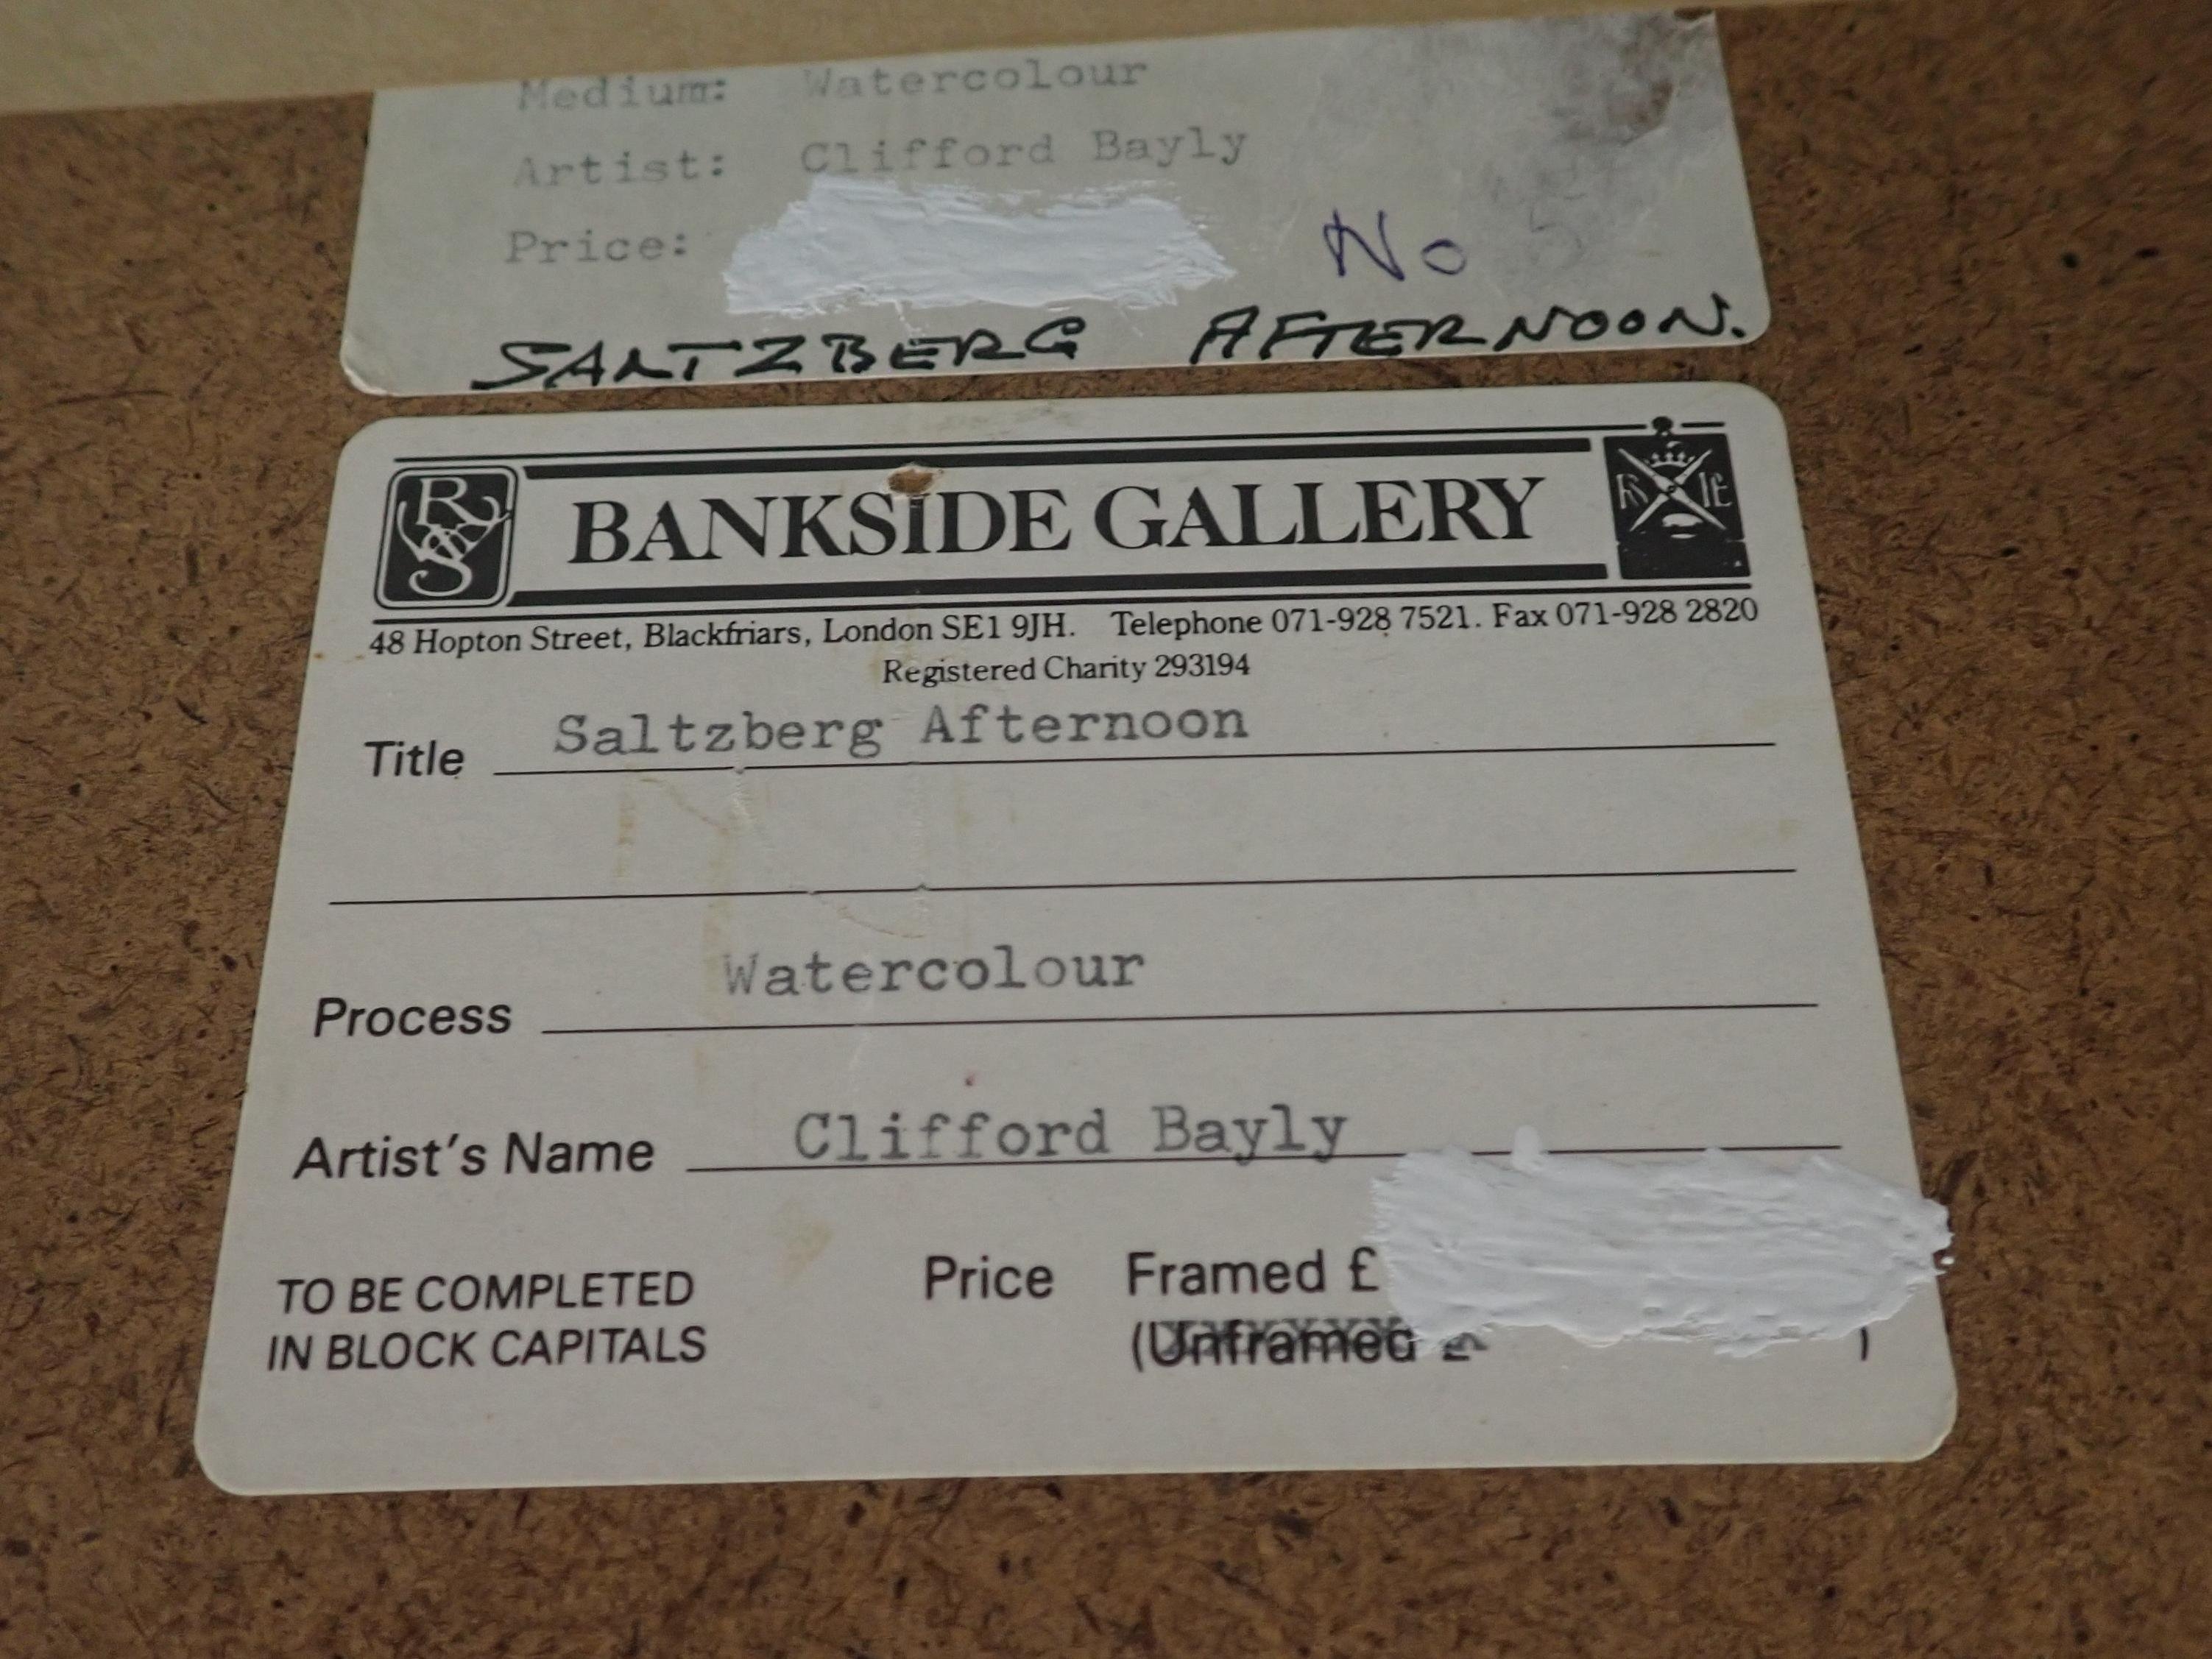 Medium: Watercolour
Artist: Clifford Bayly
Price: No
SALTZBERG AFTERNOON.
RWS BANKSIDE GALLERY RE
48 Hopton Street, Blackfriars, London SE1 9JH. Telephone 071-928 7521. Fax 071-928 2820
Registered Charity 293194
Title Saltzberg Afternoon
Process Watercolour
Artist's Name Clifford Bayly
TO BE COMPLETED Price Framed £
IN BLOCK CAPITALS (Unframed £ )